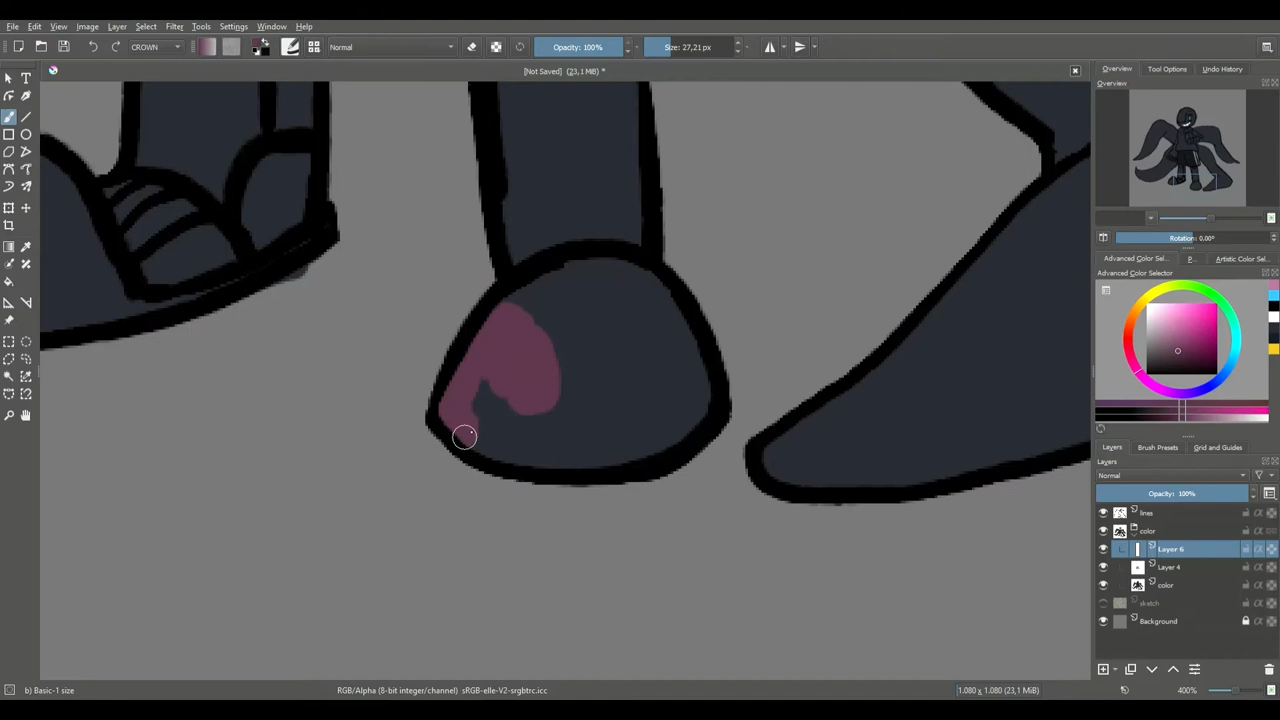 File Edit View Image Layer Select Filter Tools Settings Window Help
CROWN Normal Opacity: 100% Size: 27,21 px
[Not Saved] (23,1 MiB) *
Overview Tool Options Undo History
Overview
Rotation: 0,00°
Advanced Color Sel... P... Artistic Color Sel...
Advanced Color Selector
Layers Brush Presets Grid and Guides
Layers
Normal
Opacity: 100%
lines
color
Layer 6
Layer 4
color
sketch
Background
b) Basic-1 size RGB/Alpha (8-bit integer/channel) sRGB-elle-V2-srgbtrc.icc 1.080 x 1.080 (23,1 MiB) 400%